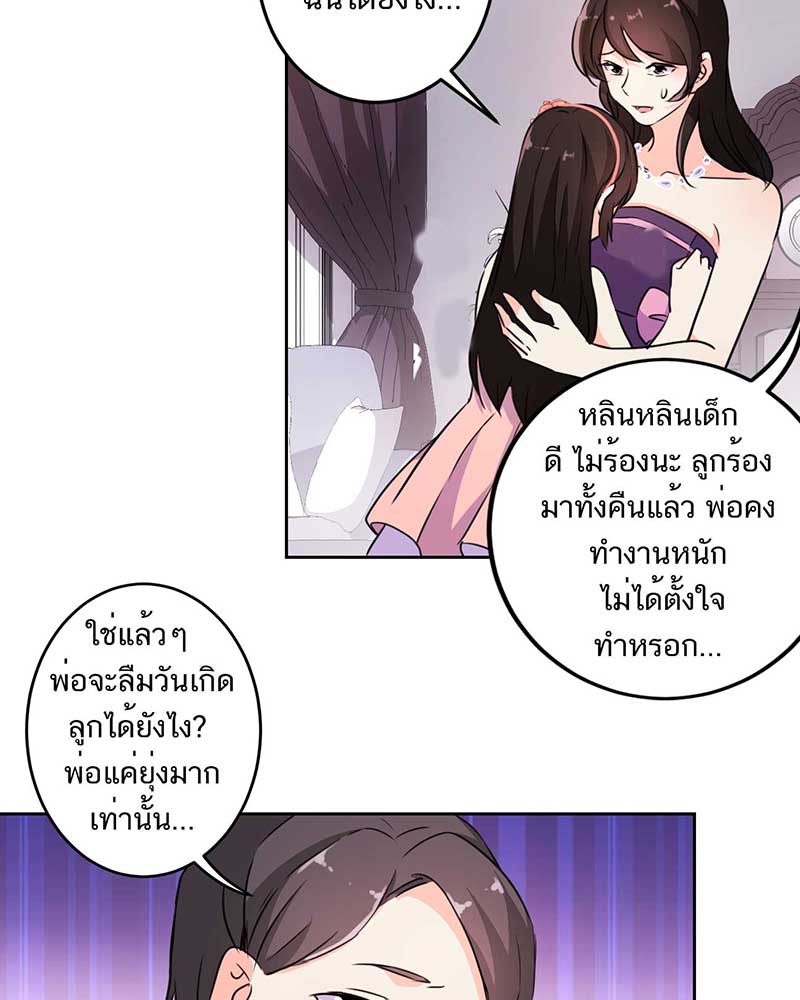 หลินหลินเด็ก
ดี ไม่ร้องนะ ลูกร้อง
มาทั้งคืนแล้ว พ่อคง
ทำงานหนัก
ไม่ได้ตั้งใจ
ทำหรอก...
ใช่แล้วๆ
พ่อจะลืมวันเกิด
ลูกได้ยังไง?
พ่อแค่ยุ่งมาก
เท่านั้น...